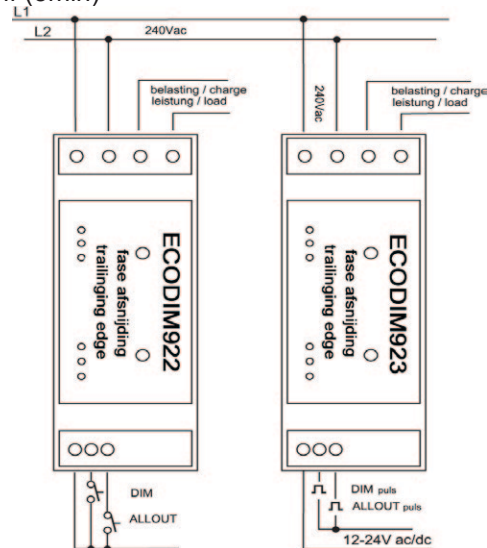 L1
L2
240Vac
belasting / charge
leistung / load
240Vac
belasting / charge
leistung / load
ECODIM922
fase afsnijding
trailinging edge
ECODIM923
fase afsnijding
trailinging edge
DIM
ALLOUT
DIM puls
ALLOUT puls
12-24V ac/dc